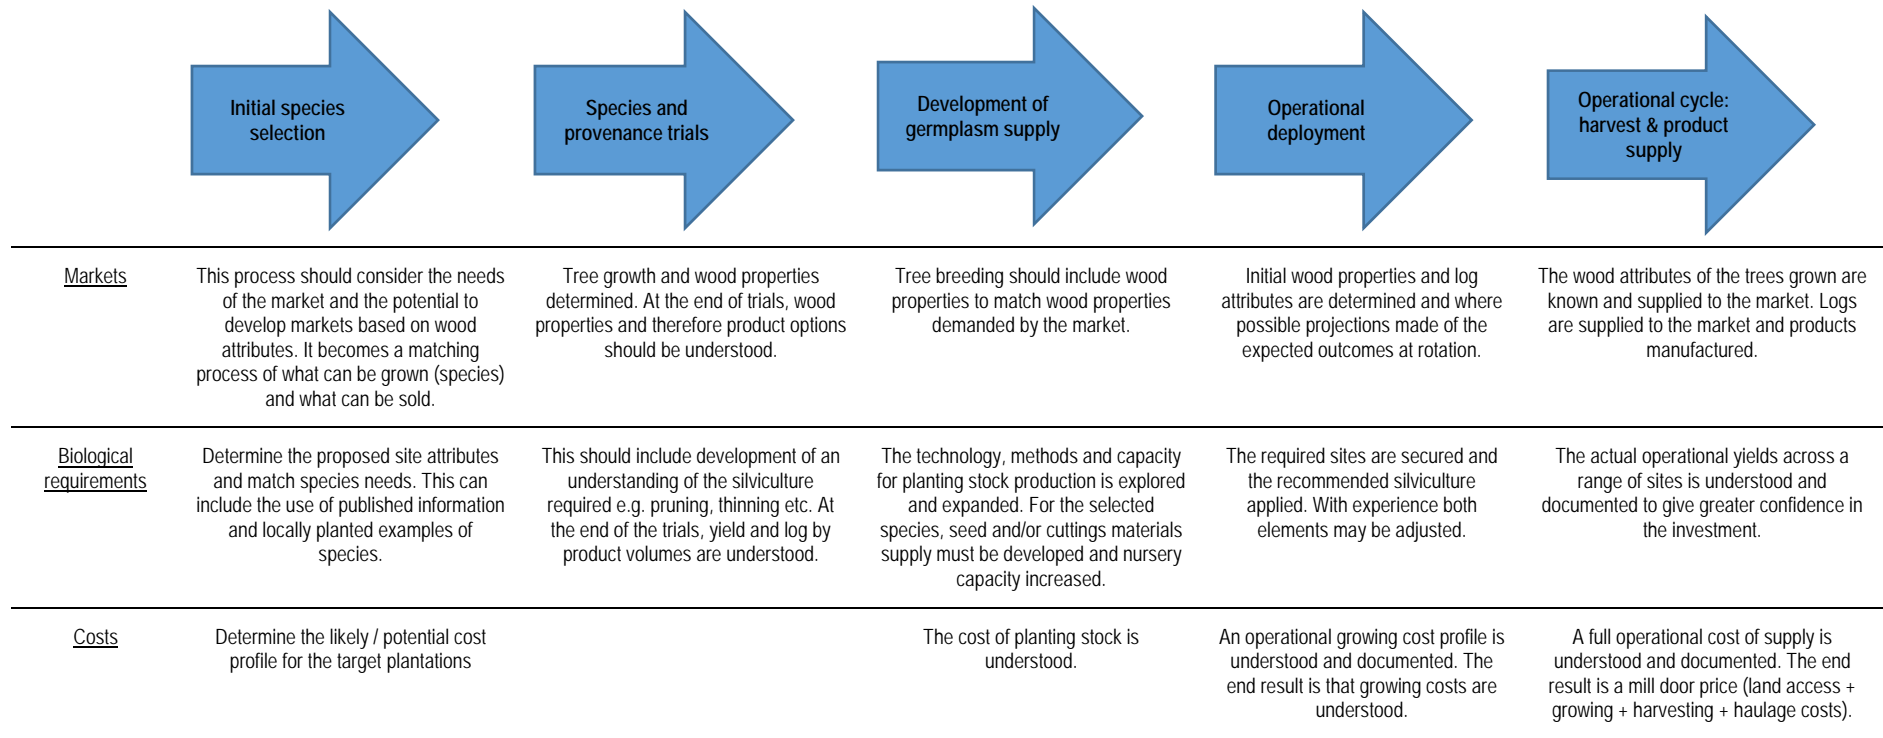 Initial species
selection
Species and
provenance trials
Development of
germplasm supply
Operational
deployment
Operational cycle:
harvest & product
supply
Markets
This process should consider the needs
of the market and the potential to
develop markets based on wood
attributes. It becomes a matching
process of what can be grown (species)
and what can be sold.
Tree growth and wood properties
determined. At the end of trials, wood
properties and therefore product options
should be understood.
Tree breeding should include wood
properties to match wood properties
demanded by the market.
Initial wood properties and log
attributes are determined and where
possible projections made of the
expected outcomes at rotation.
The wood attributes of the trees grown are
known and supplied to the market. Logs
are supplied to the market and products
manufactured.
Biological
requirements
Determine the proposed site attributes
and match species needs. This can
include the use of published information
and locally planted examples of
species.
This should include development of an
understanding of the silviculture
required e.g. pruning, thinning etc. At
the end of the trials, yield and log by
product volumes are understood.
The technology, methods and capacity
for planting stock production is explored
and expanded. For the selected
species, seed and/or cuttings materials
supply must be developed and nursery
capacity increased.
The required sites are secured and
the recommended silviculture
applied. With experience both
elements may be adjusted.
The actual operational yields across a
range of sites is understood and
documented to give greater confidence in
the investment.
Costs
Determine the likely / potential cost
profile for the target plantations
The cost of planting stock is
understood.
An operational growing cost profile is
understood and documented. The
end result is that growing costs are
understood.
A full operational cost of supply is
understood and documented. The end
result is a mill door price (land access +
growing + harvesting + haulage costs).